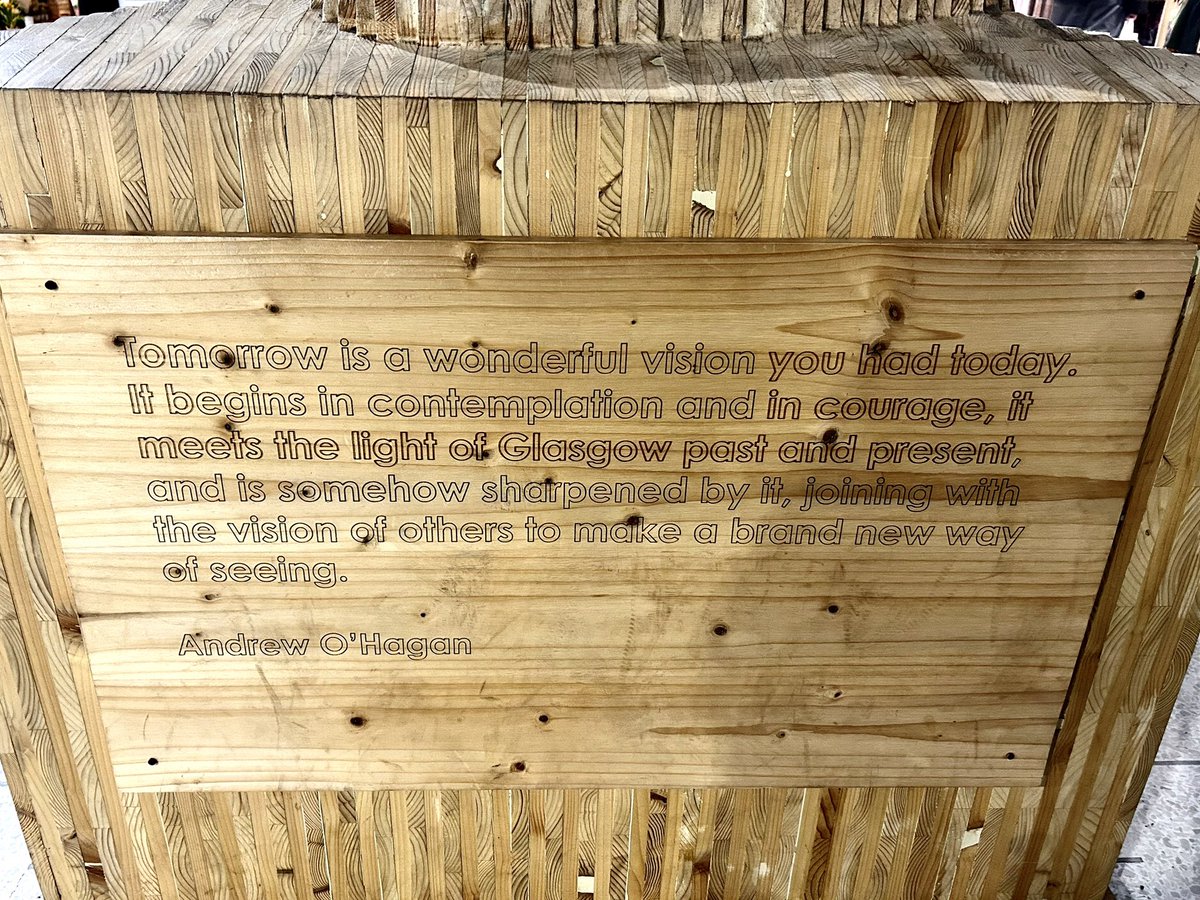 Tomorrow is a wonderful vision you had today.
It begins in contemplation and in courage, it
meets the light of Glasgow past and present,
and is somehow sharpened by it, joining with
the vision of others to make a brand new way
of seeing.
Andrew O'Hagan